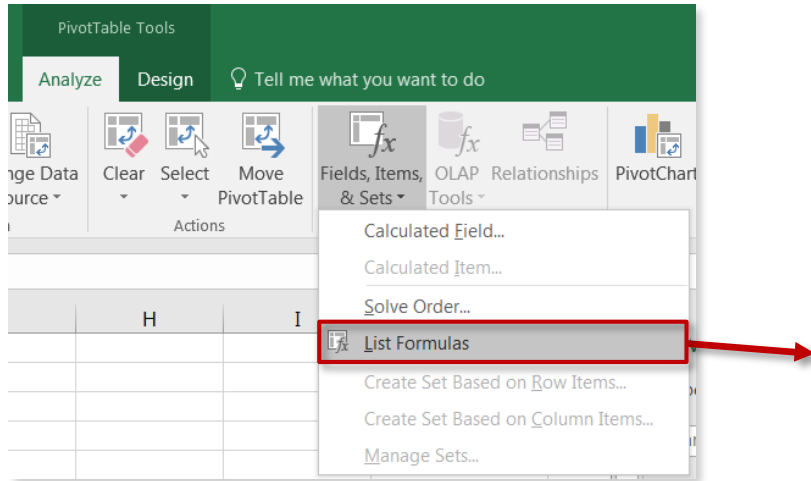 PivotTable Tools
Analyze Design Tell me what you want to do
nge Data Clear Select Move Fields, Items, OLAP Relationships PivotChart
ource PivotTable & Sets Tools
Actions
Calculated Field...
Calculated Item...
Solve Order...
H I
List Formulas
Create Set Based on Row Items...
Create Set Based on Column Items...
Manage Sets...